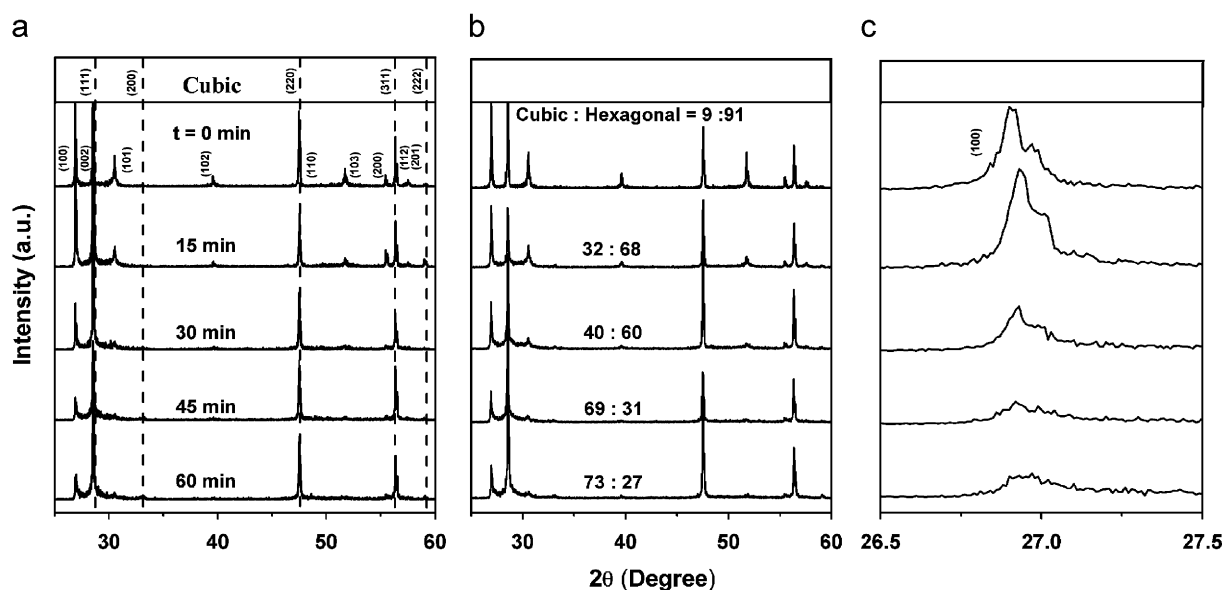 a
b
c
(111)
(200)
Cubic
(220)
(311)
(222)
t = 0 min
(100)
(002)
(101)
(102)
(110)
(103)
(200)
(112)
(201)
15 min
30 min
45 min
60 min
Intensity (a.u.)
30
40
50
60
Cubic : Hexagonal = 9 :91
32 : 68
40 : 60
69 : 31
73 : 27
30
40
50
60
2θ (Degree)
(100)
26.5
27.0
27.5